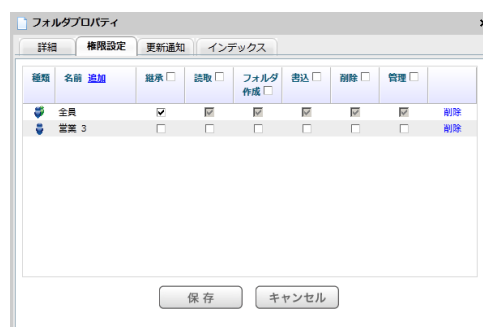 フォルダプロパティ
詳細 権限設定 更新通知 インデックス
種類 名前 追加 継承 読取 フォルダ作成 書込 削除 管理
全員 削除
営業 3 削除
保存 キャンセル